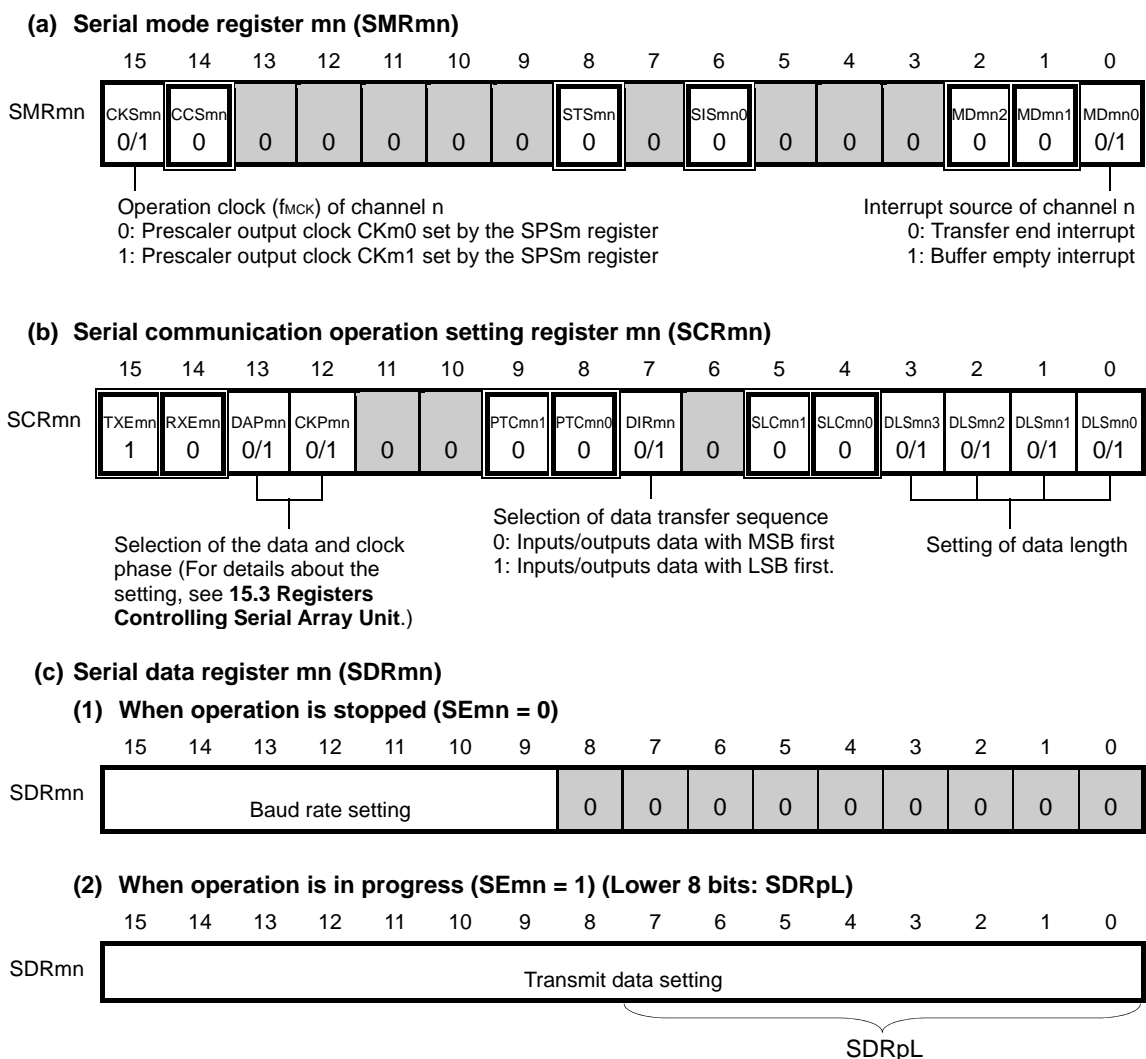 (a) Serial mode register mn (SMRmn)
15 14 13 12 11 10 9 8 7 6 5 4 3 2 1 0
SMRmn CKSmn CCSmn STSmn SISmn0 MDmn2 MDmn1 MDmn0
0/1 0 0 0 0 0 0 0 0 0 0 0 0 0 0 0/1
Operation clock (fMCK) of channel n
0: Prescaler output clock CKm0 set by the SPSm register
1: Prescaler output clock CKm1 set by the SPSm register
Interrupt source of channel n
0: Transfer end interrupt
1: Buffer empty interrupt
(b) Serial communication operation setting register mn (SCRmn)
15 14 13 12 11 10 9 8 7 6 5 4 3 2 1 0
SCRmn TXEmn RXEmn DAPmn CKPmn PTCmn1 PTCmn0 DIRmn SLCmn1 SLCmn0 DLSmn3 DLSmn2 DLSmn1 DLSmn0
1 0 0/1 0/1 0 0 0 0 0/1 0 0 0 0/1 0/1 0/1 0/1
Selection of the data and clock
phase (For details about the
setting, see 15.3 Registers
Controlling Serial Array Unit.)
Selection of data transfer sequence
0: Inputs/outputs data with MSB first
1: Inputs/outputs data with LSB first.
Setting of data length
(c) Serial data register mn (SDRmn)
(1) When operation is stopped (SEmn = 0)
15 14 13 12 11 10 9 8 7 6 5 4 3 2 1 0
SDRmn Baud rate setting 0 0 0 0 0 0 0 0 0
(2) When operation is in progress (SEmn = 1) (Lower 8 bits: SDRpL)
15 14 13 12 11 10 9 8 7 6 5 4 3 2 1 0
SDRmn Transmit data setting
SDRpL